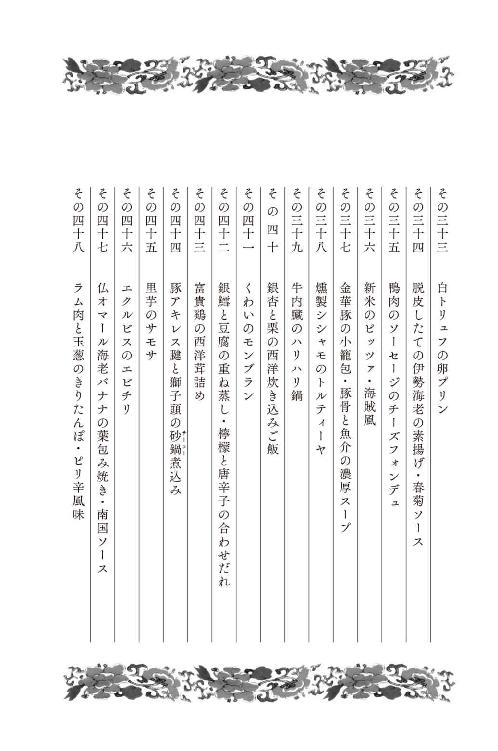 その三十三 白トリュフの卵プリン
その三十四 脱皮したての伊勢海老の素揚げ・春菊ソース
その三十五 鴨肉のソーセージのチーズフォンデュ
その三十六 新米のピッツァ・海賊風
その三十七 金華豚の小籠包・豚骨と魚介の濃厚スープ
その三十八 燻製シシャモのトルティーヤ
その三十九 牛内臓のハリハリ鍋
その四十 銀杏と栗の西洋炊き込みご飯
その四十一 くわいのモンブラン
その四十二 銀鱈と豆腐の重ね蒸し・檸檬と唐辛子の合わせだれ
その四十三 富貴鶏の西洋茸詰め
その四十四 豚アキレス腱と獅子頭の砂鍋煮込み
その四十五 里芋のサモサ
その四十六 エクルビスのエビチリ
その四十七 仏オマール海老バナナの葉包み焼き・南国ソース
その四十八 ラム肉と玉葱のきりたんぽ・ピリ辛風味